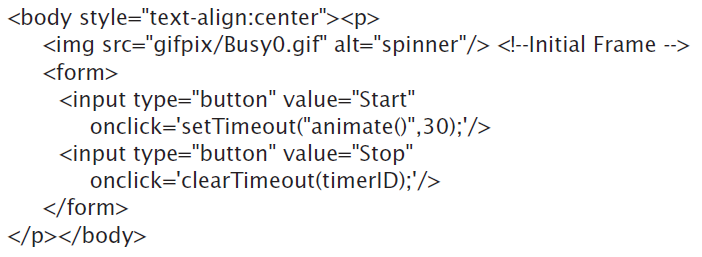 <body style="text-align:center"><p>
<img src="gifpix/Busy0.gif" alt="spinner"/> <!--Initial Frame -->
<form>
<input type="button" value="Start"
onclick='setTimeout("animate()",30);'/>
<input type="button" value="Stop"
onclick='clearTimeout(timerID);'/>
</form>
</p></body>